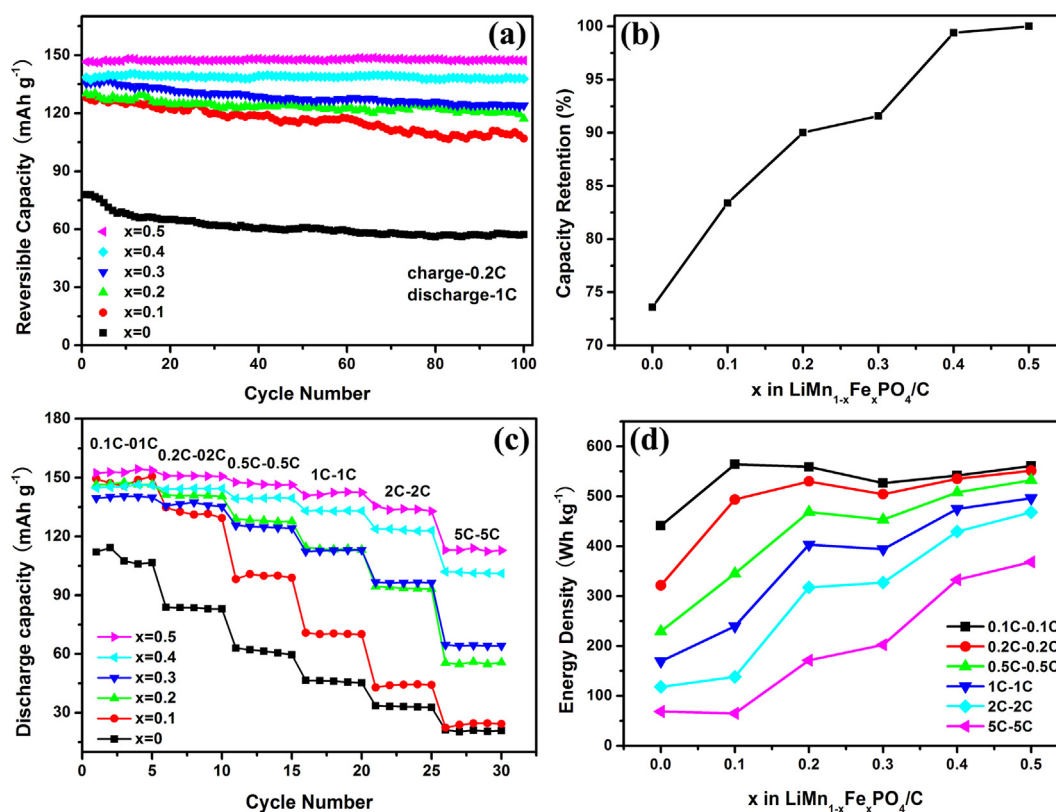 (a)
Reversible Capacity (mAh g⁻¹)
180
150
120
90
60
30
0
x=0.5
x=0.4
x=0.3
x=0.2
x=0.1
x=0
charge-0.2C
discharge-1C
0 20 40 60 80 100
Cycle Number
(b)
Capacity Retention (%)
100
95
90
85
80
75
70
0.0 0.1 0.2 0.3 0.4 0.5
x in LiMn₁₋ₓFeₓPO₄/C
(c)
Discharge capacity (mAh g⁻¹)
180
150
120
90
60
30
0.1C-01C
0.2C-02C
0.5C-0.5C
1C-1C
2C-2C
5C-5C
x=0.5
x=0.4
x=0.3
x=0.2
x=0.1
x=0
0 5 10 15 20 25 30
Cycle Number
(d)
Energy Density (Wh kg⁻¹)
600
500
400
300
200
100
0
0.1C-0.1C
0.2C-0.2C
0.5C-0.5C
1C-1C
2C-2C
5C-5C
0.0 0.1 0.2 0.3 0.4 0.5
x in LiMn₁₋ₓFeₓPO₄/C